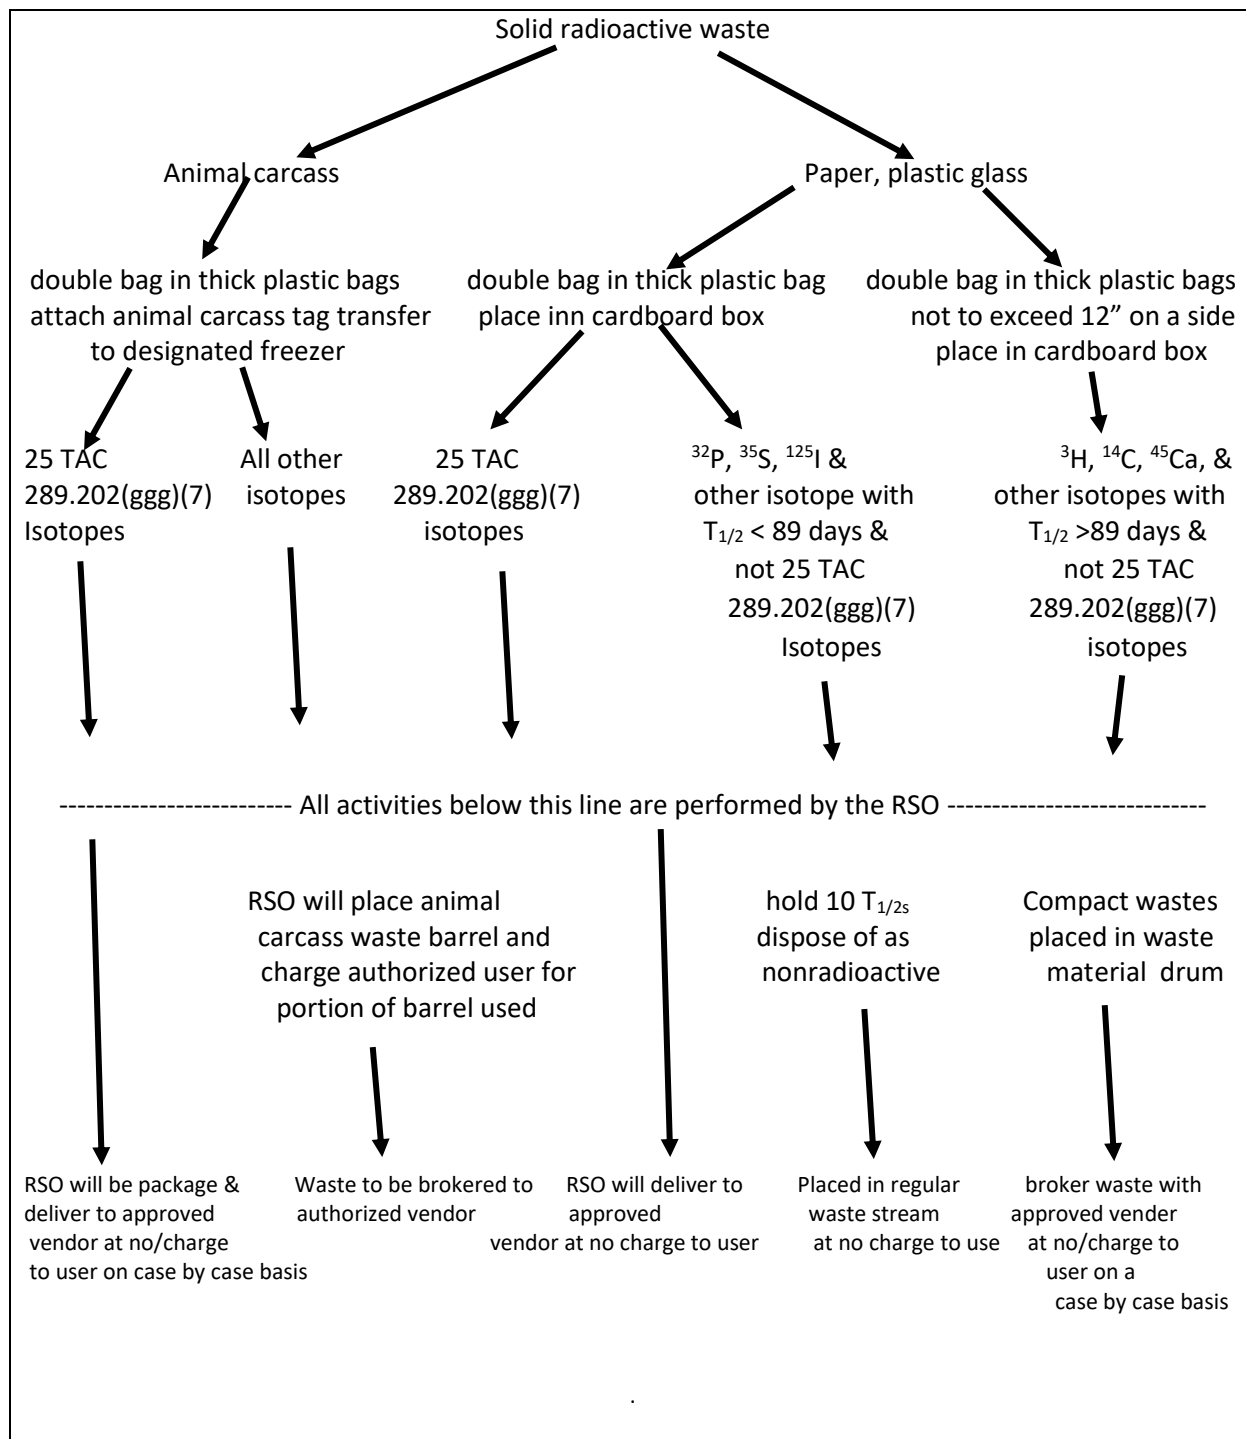 Solid radioactive waste
Animal carcass
Paper, plastic glass
double bag in thick plastic bags
attach animal carcass tag transfer
to designated freezer
double bag in thick plastic bag
place inn cardboard box
double bag in thick plastic bags
not to exceed 12” on a side
place in cardboard box
25 TAC
289.202(ggg)(7)
Isotopes
All other
isotopes
25 TAC
289.202(ggg)(7)
isotopes
³²P, ³⁵S, ¹²⁵I &
other isotope with
T₁/₂ < 89 days &
not 25 TAC
289.202(ggg)(7)
Isotopes
³H, ¹⁴C, ⁴⁵Ca, &
other isotopes with
T₁/₂ >89 days &
not 25 TAC
289.202(ggg)(7)
isotopes
-------------------------- All activities below this line are performed by the RSO -----------------------------
RSO will place animal
carcass waste barrel and
charge authorized user for
portion of barrel used
hold 10 T₁/₂s
dispose of as
nonradioactive
Compact wastes
placed in waste
material drum
RSO will be package &
deliver to approved
vendor at no/charge
to user on case by case basis
Waste to be brokered to
authorized vendor
RSO will deliver to
approved
vendor at no charge to user
Placed in regular
waste stream
at no charge to use
broker waste with
approved vender
at no/charge to
user on a
case by case basis
.